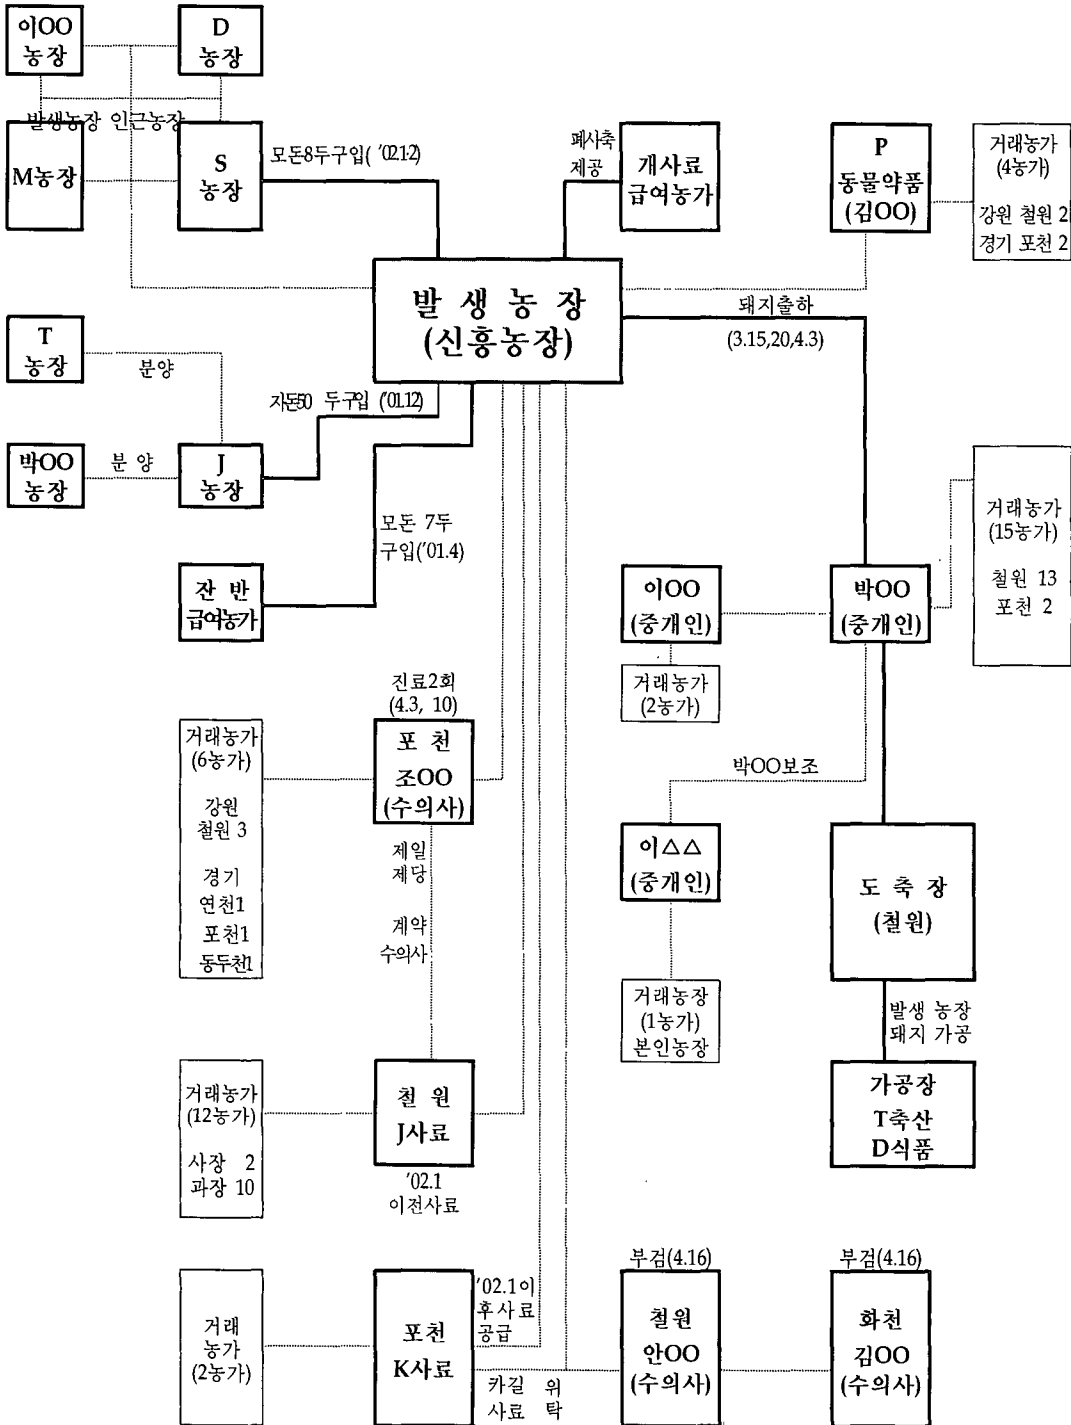 이OO
농장
D
농장
발생농장 인근농장
M농장
S
농장
모돈8두구입( '02.1·2)
폐사축
제공
개사료
급여농가
P
동물약품
(김OO)
거래농가
(4농가)
강원 철원 2
경기 포천 2
발 생 농 장
(신흥농장)
돼지출하
(3.15,20,4.3)
T
농장
분양
자돈50 두구입 ('01.12)
박OO
농장
분 양
J
농장
모돈 7두
구입('01.4)
잔 반
급여농가
거래농가
(15농가)
철원 13
포천 2
이OO
(중개인)
박OO
(중개인)
거래농가
(2농가)
진료2회
(4.3, 10)
포 천
조OO
(수의사)
거래농가
(6농가)
강원
철원 3
경기
연천1
포천1
동두천1
박OO보조
이△△
(중개인)
도 축 장
(철원)
제일
제당
계약
수의사
거래농장
(1농가)
본인농장
발생 농장
돼지 가공
가공장
T축산
D식품
거래농가
(12농가)
사장 2
과장 10
철 원
J사료
'02.1
이전사료
부검(4.16)
부검(4.16)
거래
농가
(2농가)
포천
K사료
'02.1이
후사료
공급
철원
안OO
(수의사)
화천
김OO
(수의사)
카길 위
사료 탁